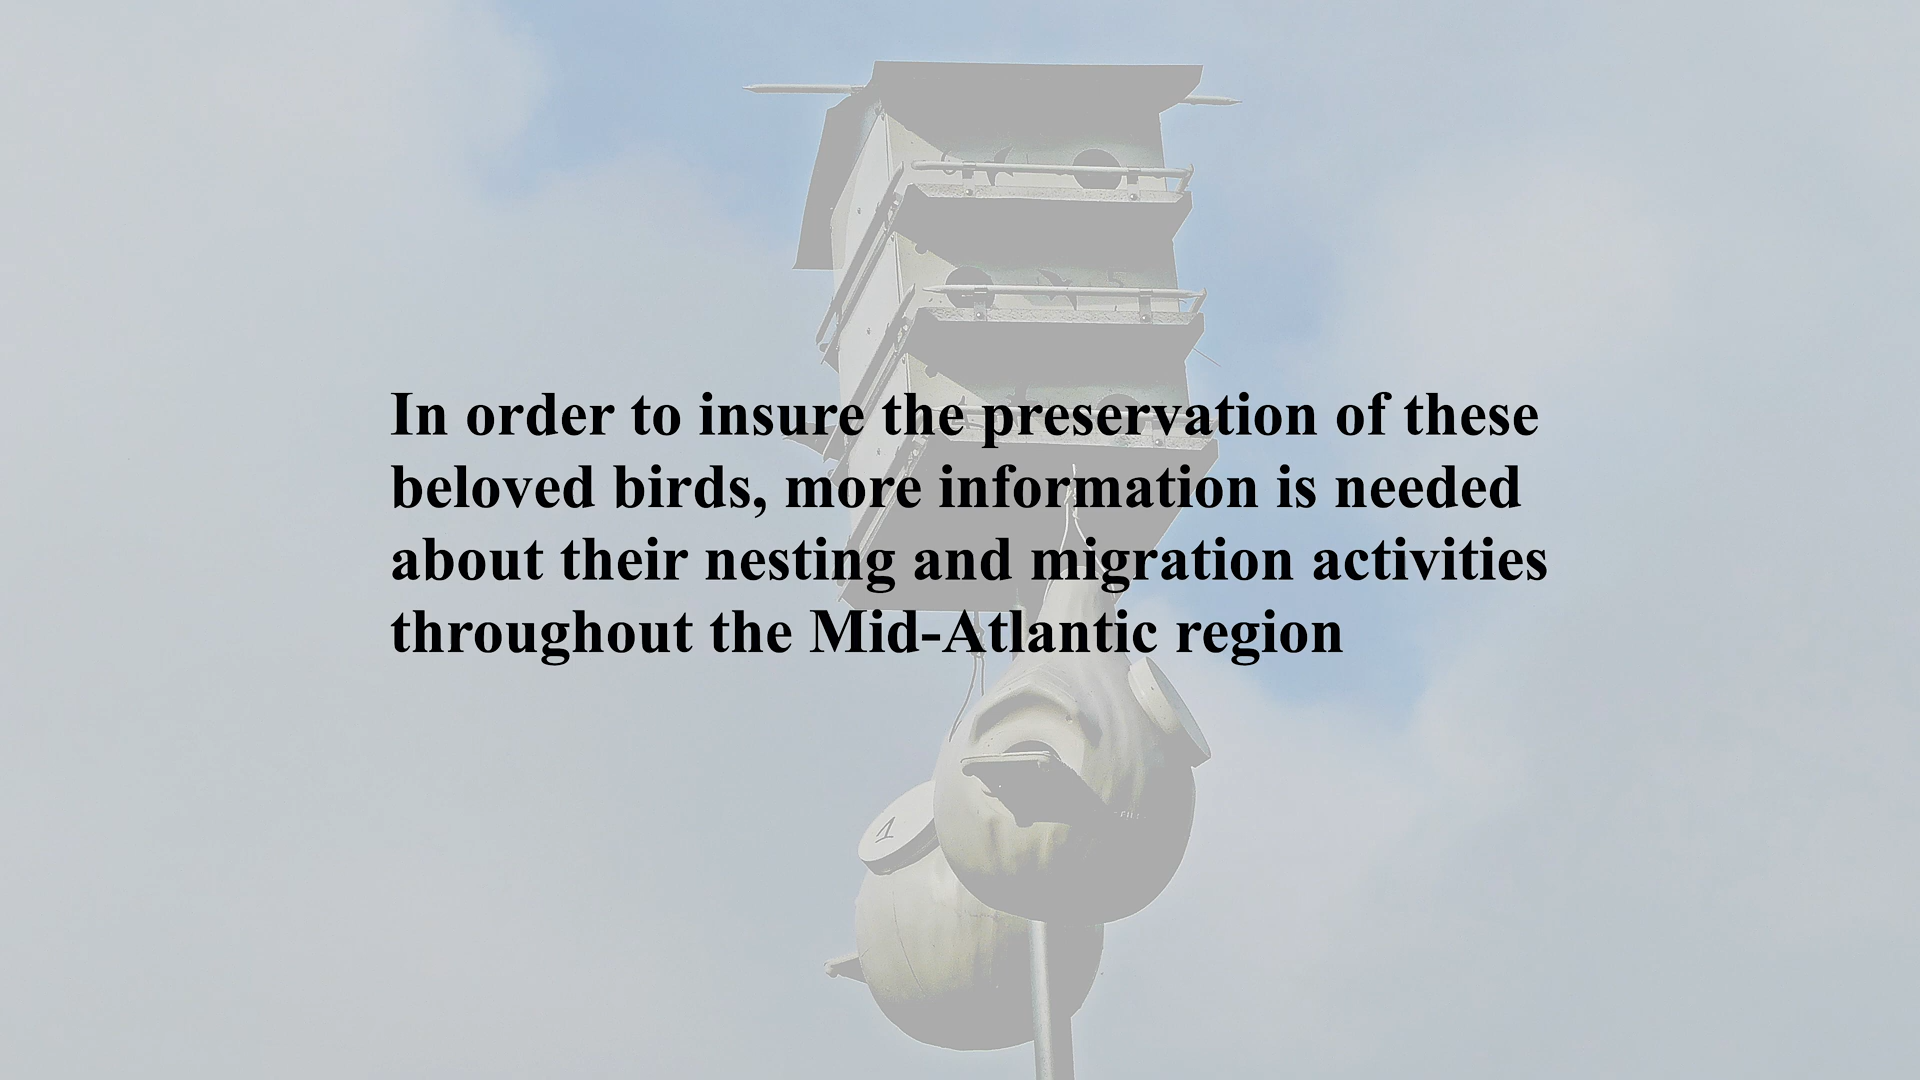 In order to insure the preservation of these
beloved birds, more information is needed
about their nesting and migration activities
throughout the Mid-Atlantic region
1